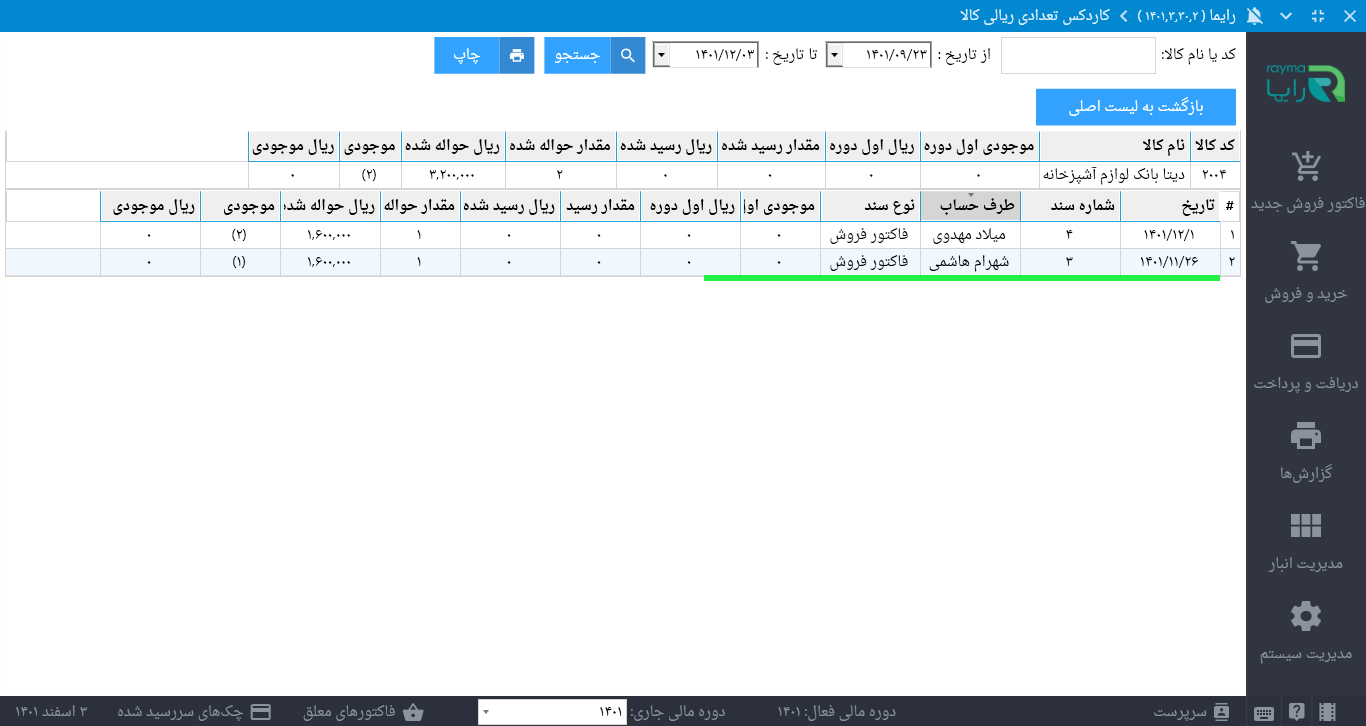 رایما ( ۱۴۰۱,۳,۳۰,۲ ) کاردکس تعدادی ریالی کالا
کد یا نام کالا: از تاریخ : ۱۴۰۱/۰۹/۲۳ تا تاریخ : ۱۴۰۱/۱۲/۰۳ جستجو چاپ
بازگشت به لیست اصلی
کد کالا نام کالا موجودی اول دوره ریال اول دوره مقدار رسید شده ریال رسید شده مقدار حواله شده ریال حواله شده موجودی ریال موجودی
۲۰۰۴ دیتا بانک لوازم آشپزخانه ۰ ۰ ۰ ۰ ۲ ۳,۲۰۰,۰۰۰ (۲) ۰
# تاریخ شماره سند طرف حساب نوع سند موجودی اول ریال اول دوره مقدار رسید ریال رسید شده مقدار حواله ریال حواله شده موجودی ریال موجودی
۱ ۱۴۰۱/۱۲/۱ ۴ میلاد مهدوی فاکتور فروش ۰ ۰ ۰ ۰ ۱ ۱,۶۰۰,۰۰۰ (۲) ۰
۲ ۱۴۰۱/۱۱/۲۶ ۳ شهرام هاشمی فاکتور فروش ۰ ۰ ۰ ۰ ۱ ۱,۶۰۰,۰۰۰ (۱) ۰
rayma
رایما
فاکتور فروش جدید
خرید و فروش
دریافت و پرداخت
گزارش‌ها
مدیریت انبار
مدیریت سیستم
سرپرست دوره مالی فعال: ۱۴۰۱ دوره مالی جاری: ۱۴۰۱ فاکتورهای معلق چک‌های سررسید شده ۳ اسفند ۱۴۰۱